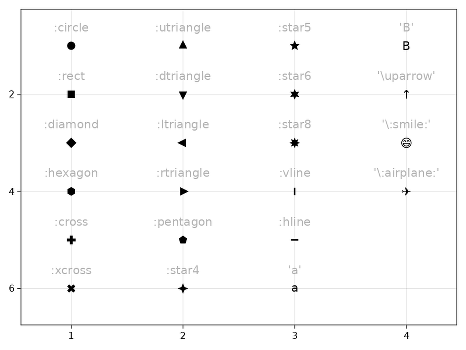 :circle :utriangle :star5 'B'
B
:rect :dtriangle :star6 '\uparrow'
2 ↑
:diamond :ltriangle :star8 '\:smile:'
😄
:hexagon :rtriangle :vline '\:airplane:'
4 ✈
:cross :pentagon :hline
:xcross :star4 'a'
6 a
1 2 3 4